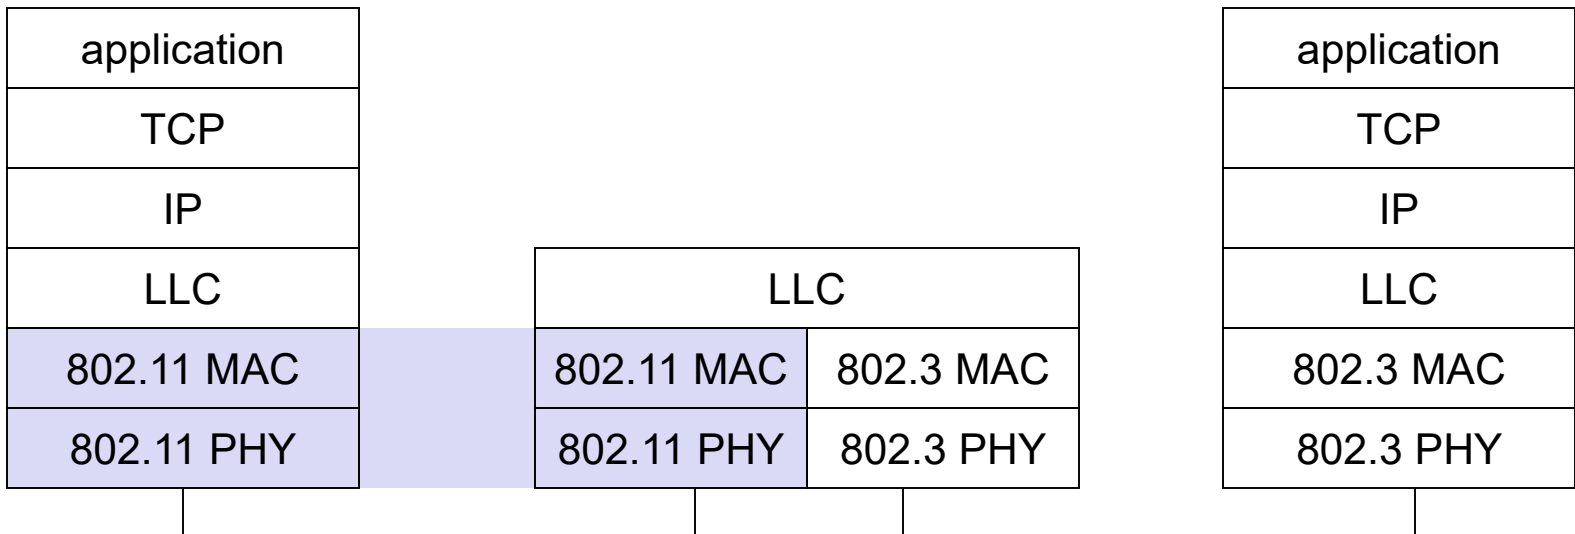 application
TCP
IP
LLC
802.11 MAC
802.11 PHY
LLC
802.11 MAC
802.3 MAC
802.11 PHY
802.3 PHY
application
TCP
IP
LLC
802.3 MAC
802.3 PHY